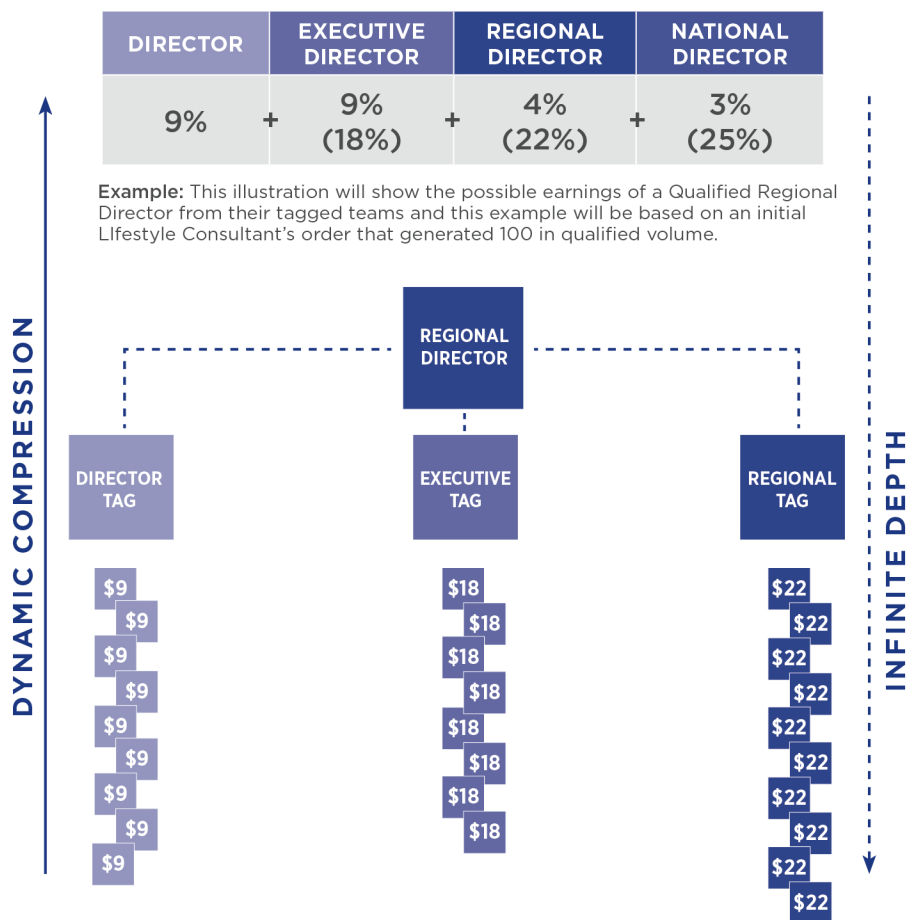 DIRECTOR
EXECUTIVE
DIRECTOR
REGIONAL
DIRECTOR
NATIONAL
DIRECTOR
9%
+
9%
(18%)
+
4%
(22%)
+
3%
(25%)
Example: This illustration will show the possible earnings of a Qualified Regional
Director from their tagged teams and this example will be based on an initial
LIfestyle Consultant's order that generated 100 in qualified volume.
DYNAMIC COMPRESSION
REGIONAL
DIRECTOR
DIRECTOR
TAG
EXECUTIVE
TAG
REGIONAL
TAG
$9
$9
$9
$9
$9
$9
$9
$9
$9
$18
$18
$18
$18
$18
$18
$18
$18
$22
$22
$22
$22
$22
$22
$22
$22
$22
$22
INFINITE DEPTH